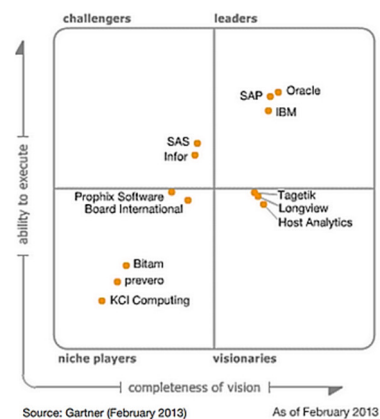 challengers
leaders
Oracle
SAP
IBM
SAS
Infor
ability to execute
Prophix Software
Board International
Tagetik
Longview
Host Analytics
Bitam
prevero
KCI Computing
niche players
visionaries
completeness of vision
Source: Gartner (February 2013)
As of February 2013